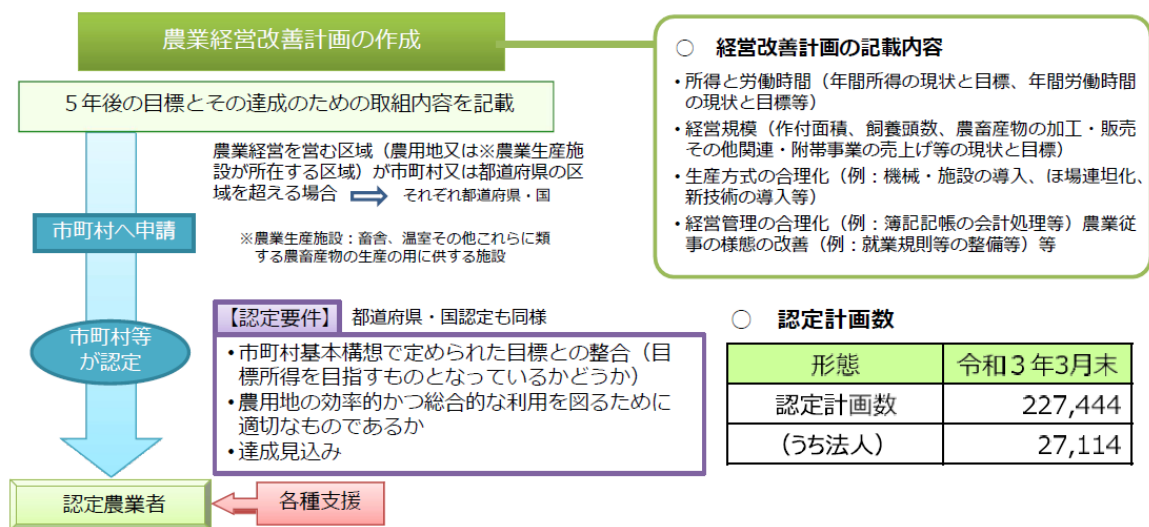 農業経営改善計画の作成
５年後の目標とその達成のための取組内容を記載
農業経営を営む区域（農用地又は※農業生産施
設が所在する区域）が市町村又は都道府県の区
域を超える場合 それぞれ都道府県・国
市町村へ申請
※農業生産施設：畜舎、温室その他これらに類
する農畜産物の生産の用に供する施設
市町村等
が認定
【認定要件】 都道府県・国認定も同様
・市町村基本構想で定められた目標との整合（目
標所得を目指すものとなっているかどうか）
・農用地の効率的かつ総合的な利用を図るために
適切なものであるか
・達成見込み
認定農業者
各種支援
○ 経営改善計画の記載内容
・所得と労働時間（年間所得の現状と目標、年間労働時間
の現状と目標等）
・経営規模（作付面積、飼養頭数、農畜産物の加工・販売
その他関連・附帯事業の売上げ等の現状と目標）
・生産方式の合理化（例：機械・施設の導入、ほ場連坦化、
新技術の導入等）
・経営管理の合理化（例：簿記記帳の会計処理等）農業従
事の様態の改善（例：就業規則等の整備等）等
○ 認定計画数
形態 令和３年3月末
認定計画数 227,444
(うち法人) 27,114